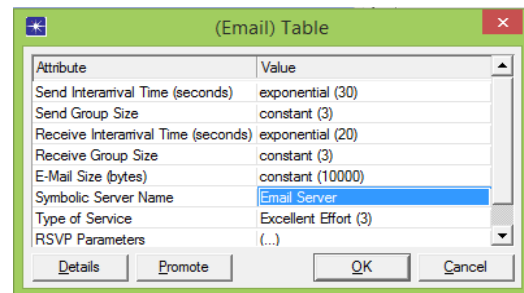 (Email) Table
Attribute Value
Send Interarrival Time (seconds) exponential (30)
Send Group Size constant (3)
Receive Interarrival Time (seconds) exponential (20)
Receive Group Size constant (3)
E-Mail Size (bytes) constant (10000)
Symbolic Server Name Email Server
Type of Service Excellent Effort (3)
RSVP Parameters (...)
Details Promote OK Cancel